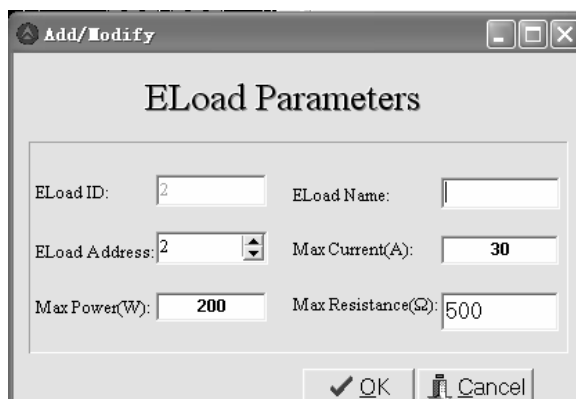 Add/Modify
ELoad Parameters
ELoad ID: 2 ELoad Name:
ELoad Address: 2 Max Current(A): 30
Max Power(W): 200 Max Resistance(Ω): 500
OK Cancel